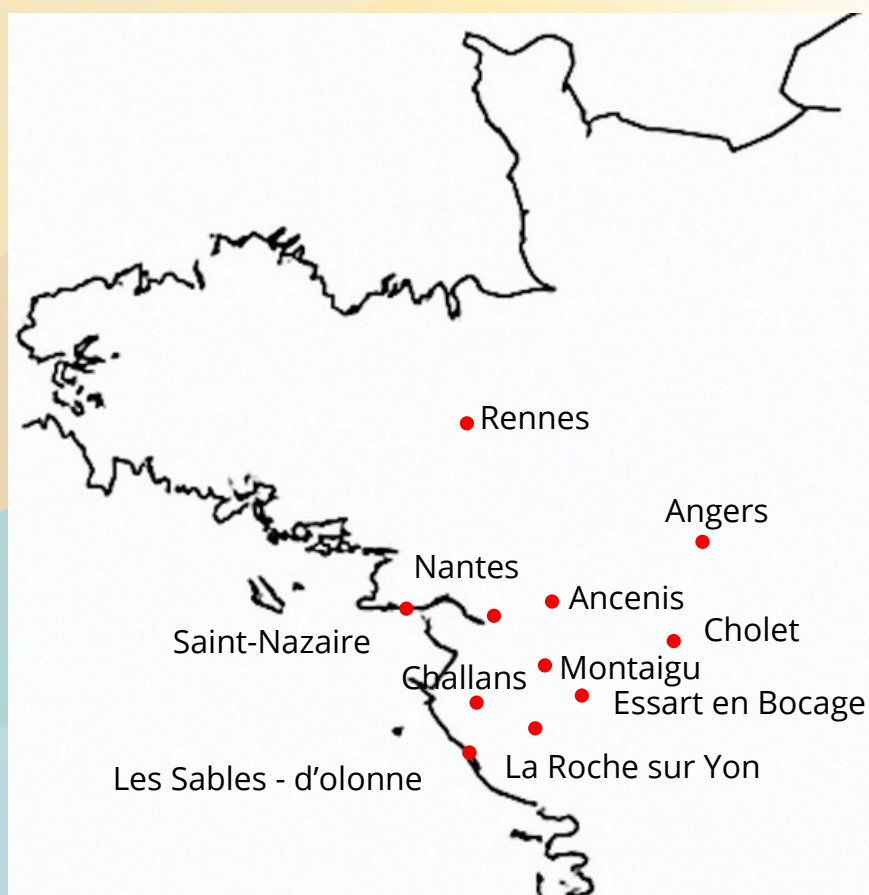 Rennes
Angers
Nantes
Ancenis
Cholet
Saint-Nazaire
Montaigu
Challans
Essart en Bocage
La Roche sur Yon
Les Sables - d’olonne